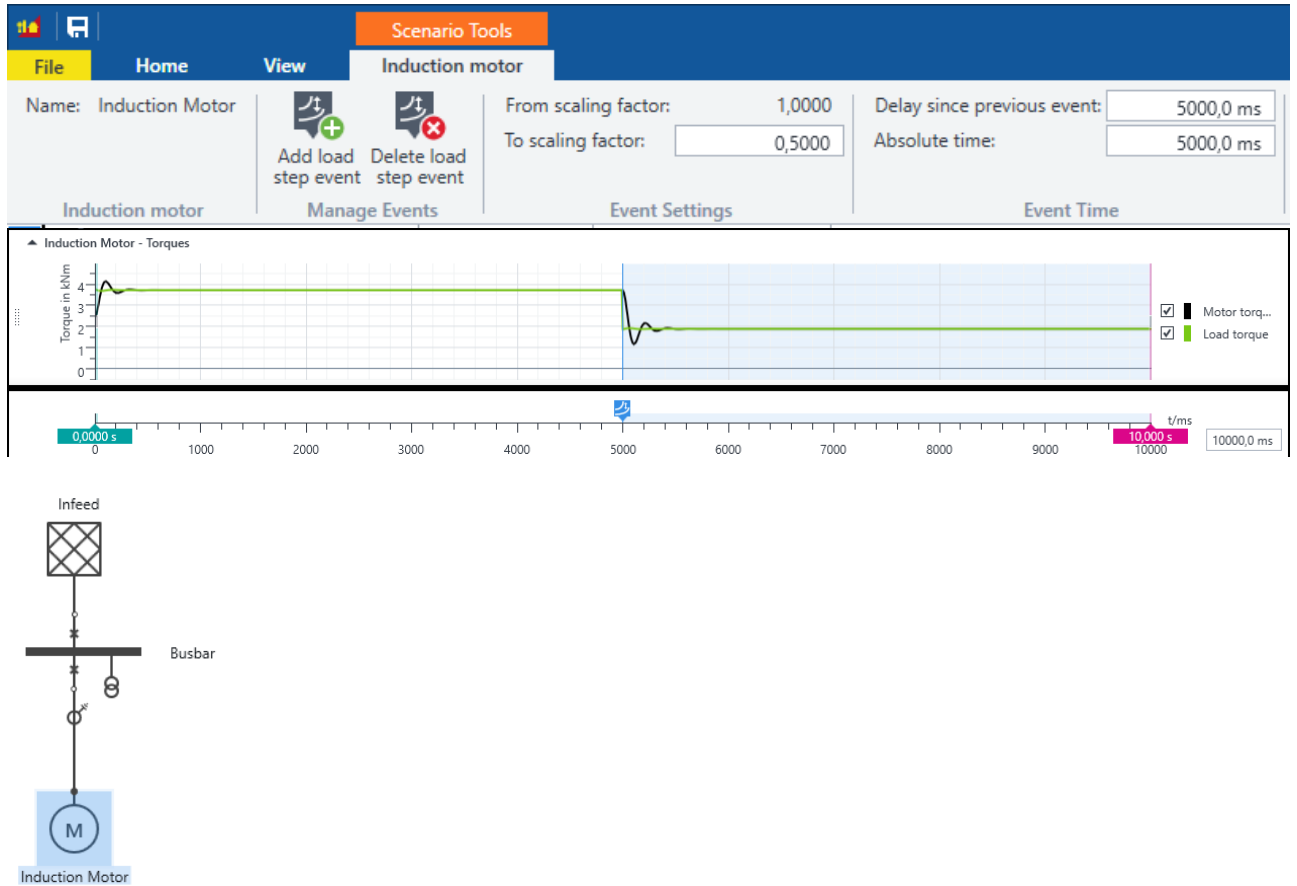 Scenario Tools
File Home View Induction motor
Name: Induction Motor
Add load step event
Delete load step event
From scaling factor: 1,0000
To scaling factor: 0,5000
Delay since previous event: 5000,0 ms
Absolute time: 5000,0 ms
Induction motor Manage Events Event Settings Event Time
Induction Motor - Torques
Torque in kNm
4
3
2
1
0
Motor torq...
Load torque
t/ms
0,0000 s
10,000 s
10000,0 ms
0 1000 2000 3000 4000 5000 6000 7000 8000 9000 10000
Infeed
Busbar
M
Induction Motor